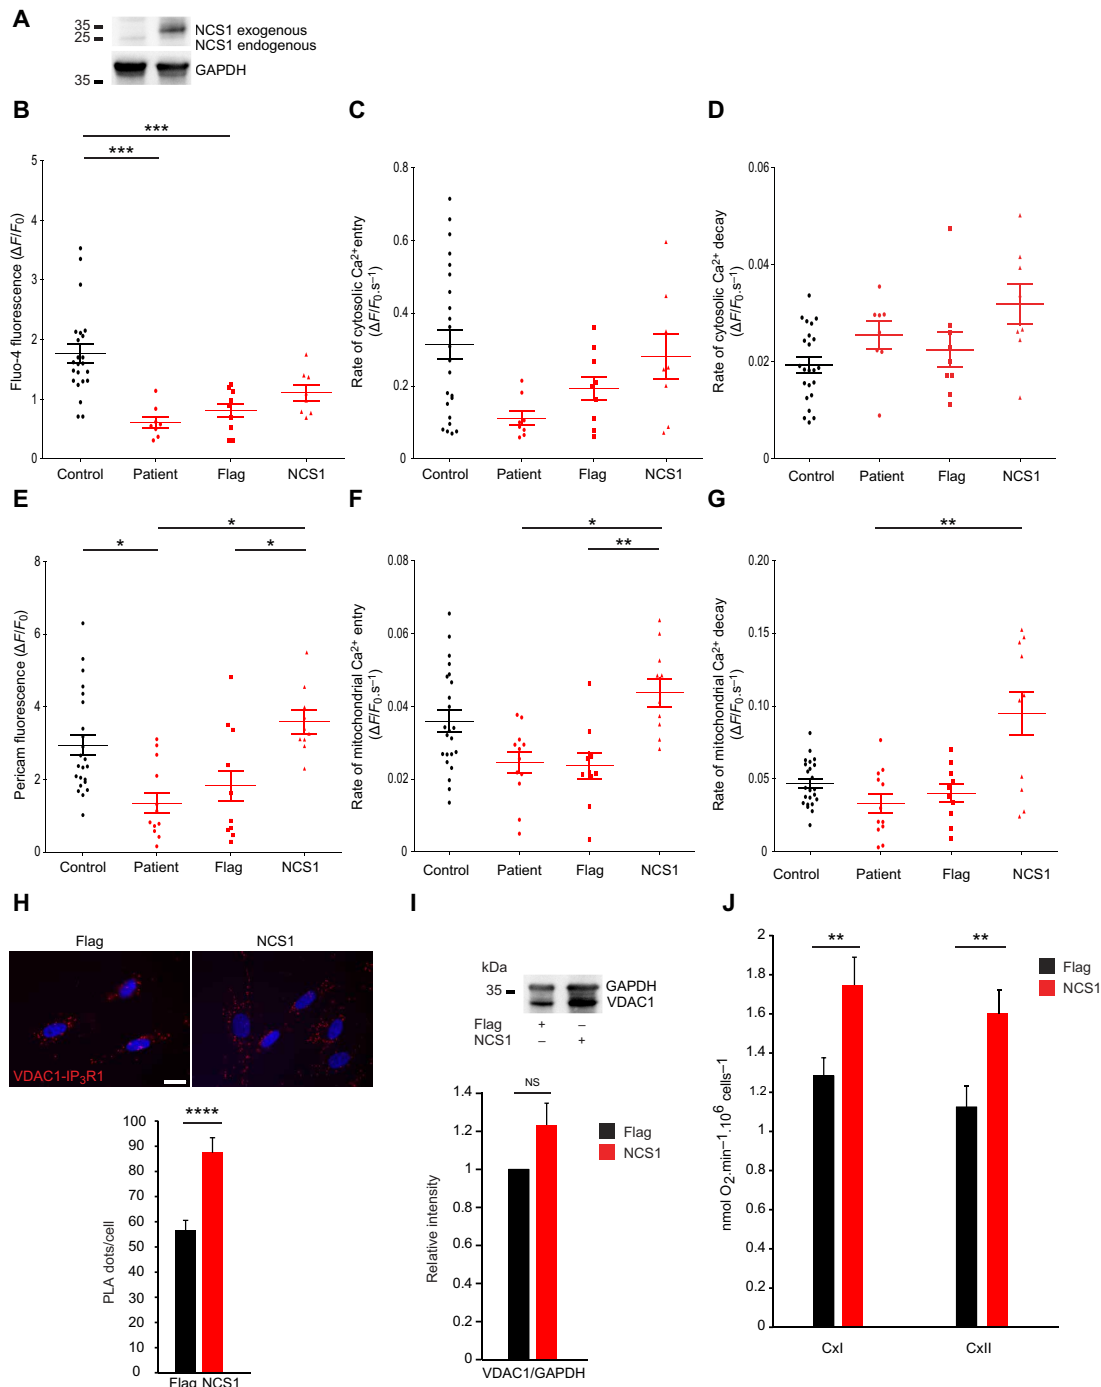 A
35
25
NCS1 exogenous
NCS1 endogenous
GAPDH
35
B
***
***
Fluo-4 fluorescence (ΔF/F₀)
5
4
3
2
1
0
Control Patient Flag NCS1
C
Rate of cytosolic Ca²⁺ entry
(ΔF/F₀.s⁻¹)
0.8
0.6
0.4
0.2
0
Control Patient Flag NCS1
D
Rate of cytosolic Ca²⁺ decay
(ΔF/F₀.s⁻¹)
0.06
0.04
0.02
0
Control Patient Flag NCS1
E
*
*
*
Pericam fluorescence (ΔF/F₀)
8
6
4
2
0
Control Patient Flag NCS1
F
*
**
Rate of mitochondrial Ca²⁺ entry
(ΔF/F₀.s⁻¹)
0.08
0.06
0.04
0.02
0
Control Patient Flag NCS1
G
**
Rate of mitochondrial Ca²⁺ decay
(ΔF/F₀.s⁻¹)
0.20
0.15
0.10
0.05
0
Control Patient Flag NCS1
H
Flag NCS1
VDAC1-IP₃R1
****
PLA dots/cell
100
90
80
70
60
50
40
30
20
10
0
Flag NCS1
I
kDa
35
GAPDH
VDAC1
Flag + –
NCS1 – +
NS
Flag
NCS1
Relative intensity
1.4
1.2
1
0.8
0.6
0.4
0.2
0
VDAC1/GAPDH
J
**
**
Flag
NCS1
nmol O₂.min⁻¹.10⁶ cells⁻¹
2
1.8
1.6
1.4
1.2
1
0.8
0.6
0.4
0.2
0
CxI CxII